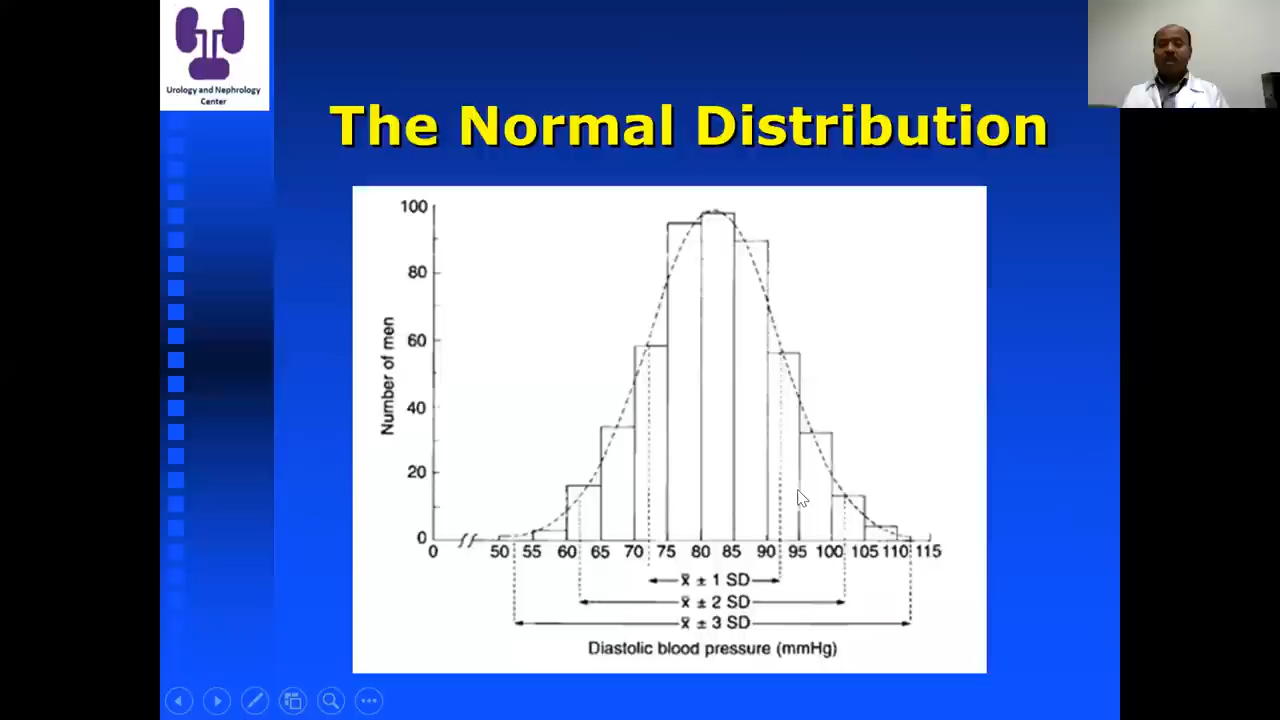 Urology and Nephrology
Center
The Normal Distribution
100
80
60
40
20
0
Number of men
0 50 55 60 65 70 75 80 85 90 95 100 105 110 115
x̄ ± 1 SD
x̄ ± 2 SD
x̄ ± 3 SD
Diastolic blood pressure (mmHg)